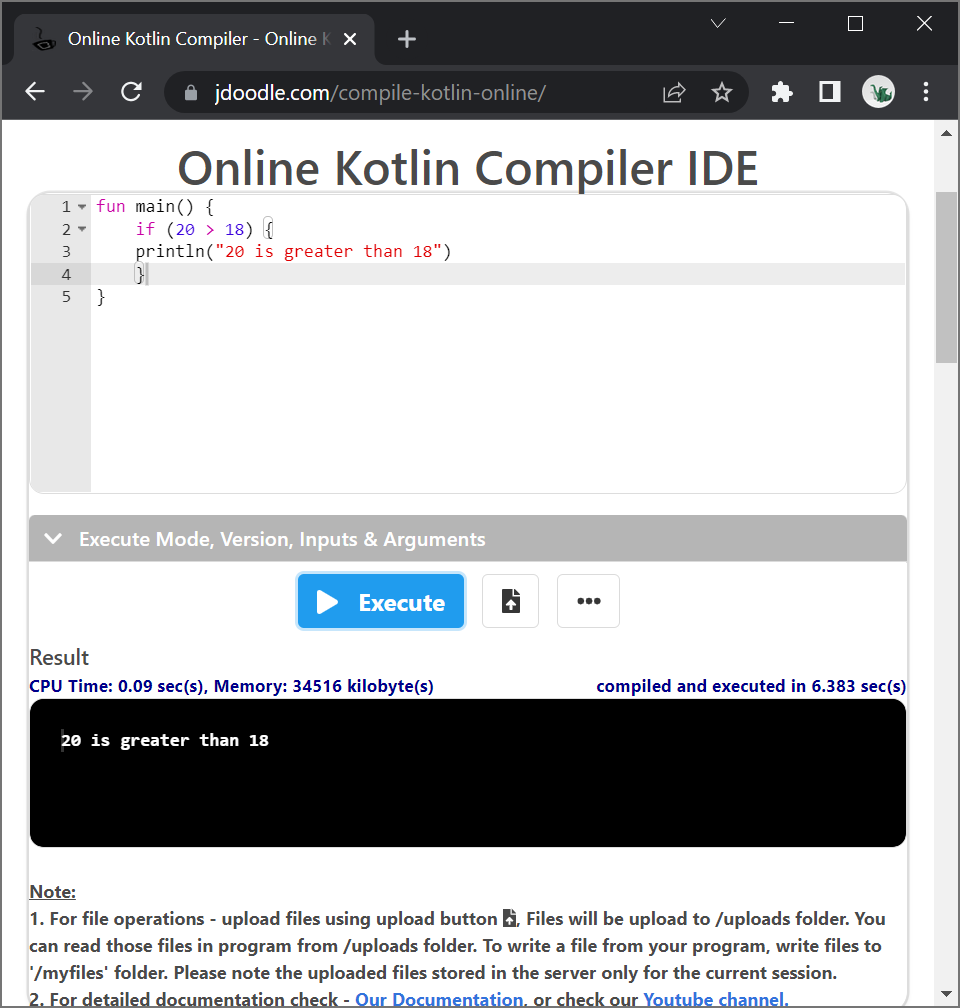 Online Kotlin Compiler - Online K
jdoodle.com/compile-kotlin-online/
Online Kotlin Compiler IDE
1 fun main() {
2     if (20 > 18) {
3     println("20 is greater than 18")
4     }
5 }
Execute Mode, Version, Inputs & Arguments
Execute
Result
CPU Time: 0.09 sec(s), Memory: 34516 kilobyte(s) compiled and executed in 6.383 sec(s)
20 is greater than 18
Note:
1. For file operations - upload files using upload button , Files will be upload to /uploads folder. You
can read those files in program from /uploads folder. To write a file from your program, write files to
'/myfiles' folder. Please note the uploaded files stored in the server only for the current session.
2. For detailed documentation check - Our Documentation, or check our Youtube channel.